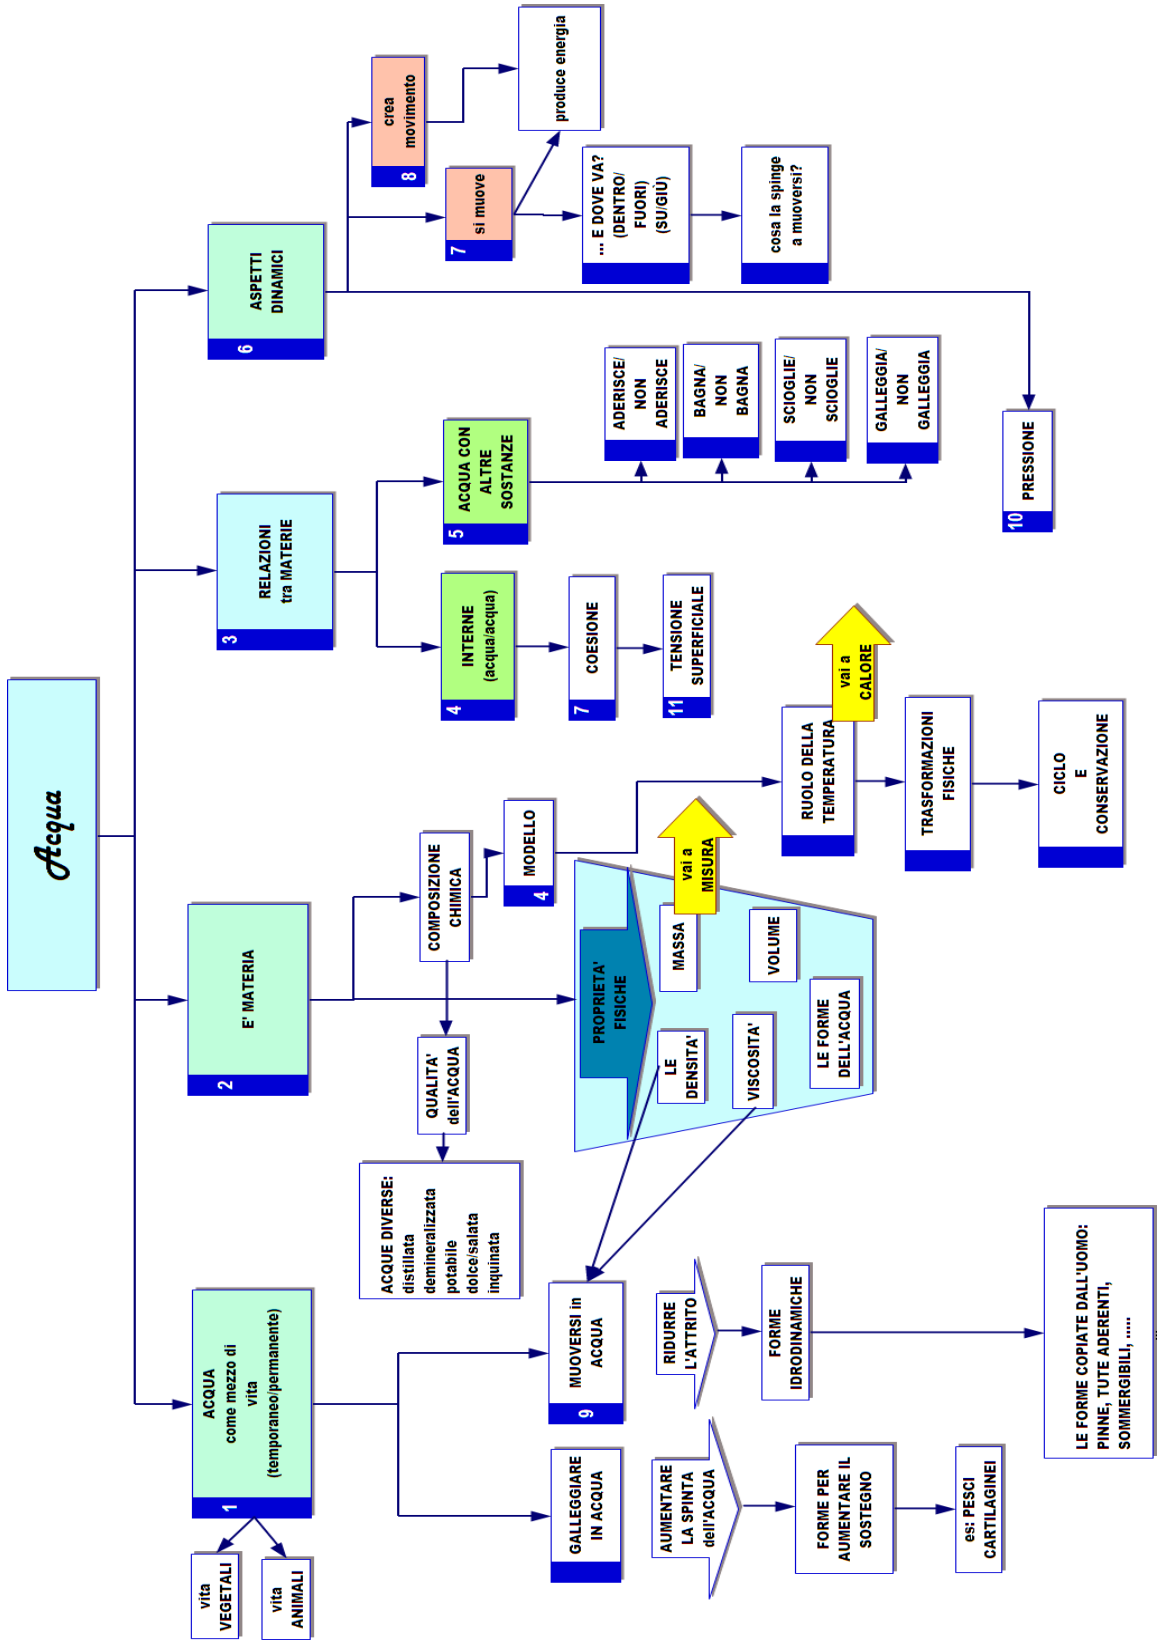 Acqua
1
ACQUA
come mezzo di
vita
(temporaneo/permanente)
vita
VEGETALI
vita
ANIMALI
GALLEGGIARE
IN ACQUA
AUMENTARE
LA SPINTA
dell'ACQUA
FORME PER
AUMENTARE IL
SOSTEGNO
es: PESCI
CARTILAGINEI
9
MUOVERSI in
ACQUA
RIDURRE
L'ATTRITO
FORME
IDRODINAMICHE
LE FORME COPIATE DALL'UOMO:
PINNE, TUTE ADERENTI,
SOMMERGIBILI, .....
...
2
E' MATERIA
COMPOSIZIONE
CHIMICA
QUALITA'
dell'ACQUA
ACQUE DIVERSE:
distillata
demineralizzata
potabile
dolce/salata
inquinata
4
MODELLO
PROPRIETA'
FISICHE
LE
DENSITA'
MASSA
vai a
MISURA
VISCOSITA'
VOLUME
LE FORME
DELL'ACQUA
RUOLO DELLA
TEMPERATURA
vai a
CALORE
TRASFORMAZIONI
FISICHE
CICLO
E
CONSERVAZIONE
3
RELAZIONI
tra MATERIE
4
INTERNE
(acqua/acqua)
7
COESIONE
11
TENSIONE
SUPERFICIALE
5
ACQUA CON
ALTRE
SOSTANZE
ADERISCE/
NON
ADERISCE
BAGNA/
NON
BAGNA
SCIOGLIE/
NON
SCIOGLIE
GALLEGGIA/
NON
GALLEGGIA
6
ASPETTI
DINAMICI
7
si muove
8
crea
movimento
produce energia
... E DOVE VA?
(DENTRO/
FUORI)
(SU/GIÙ)
cosa la spinge
a muoversi?
10
PRESSIONE